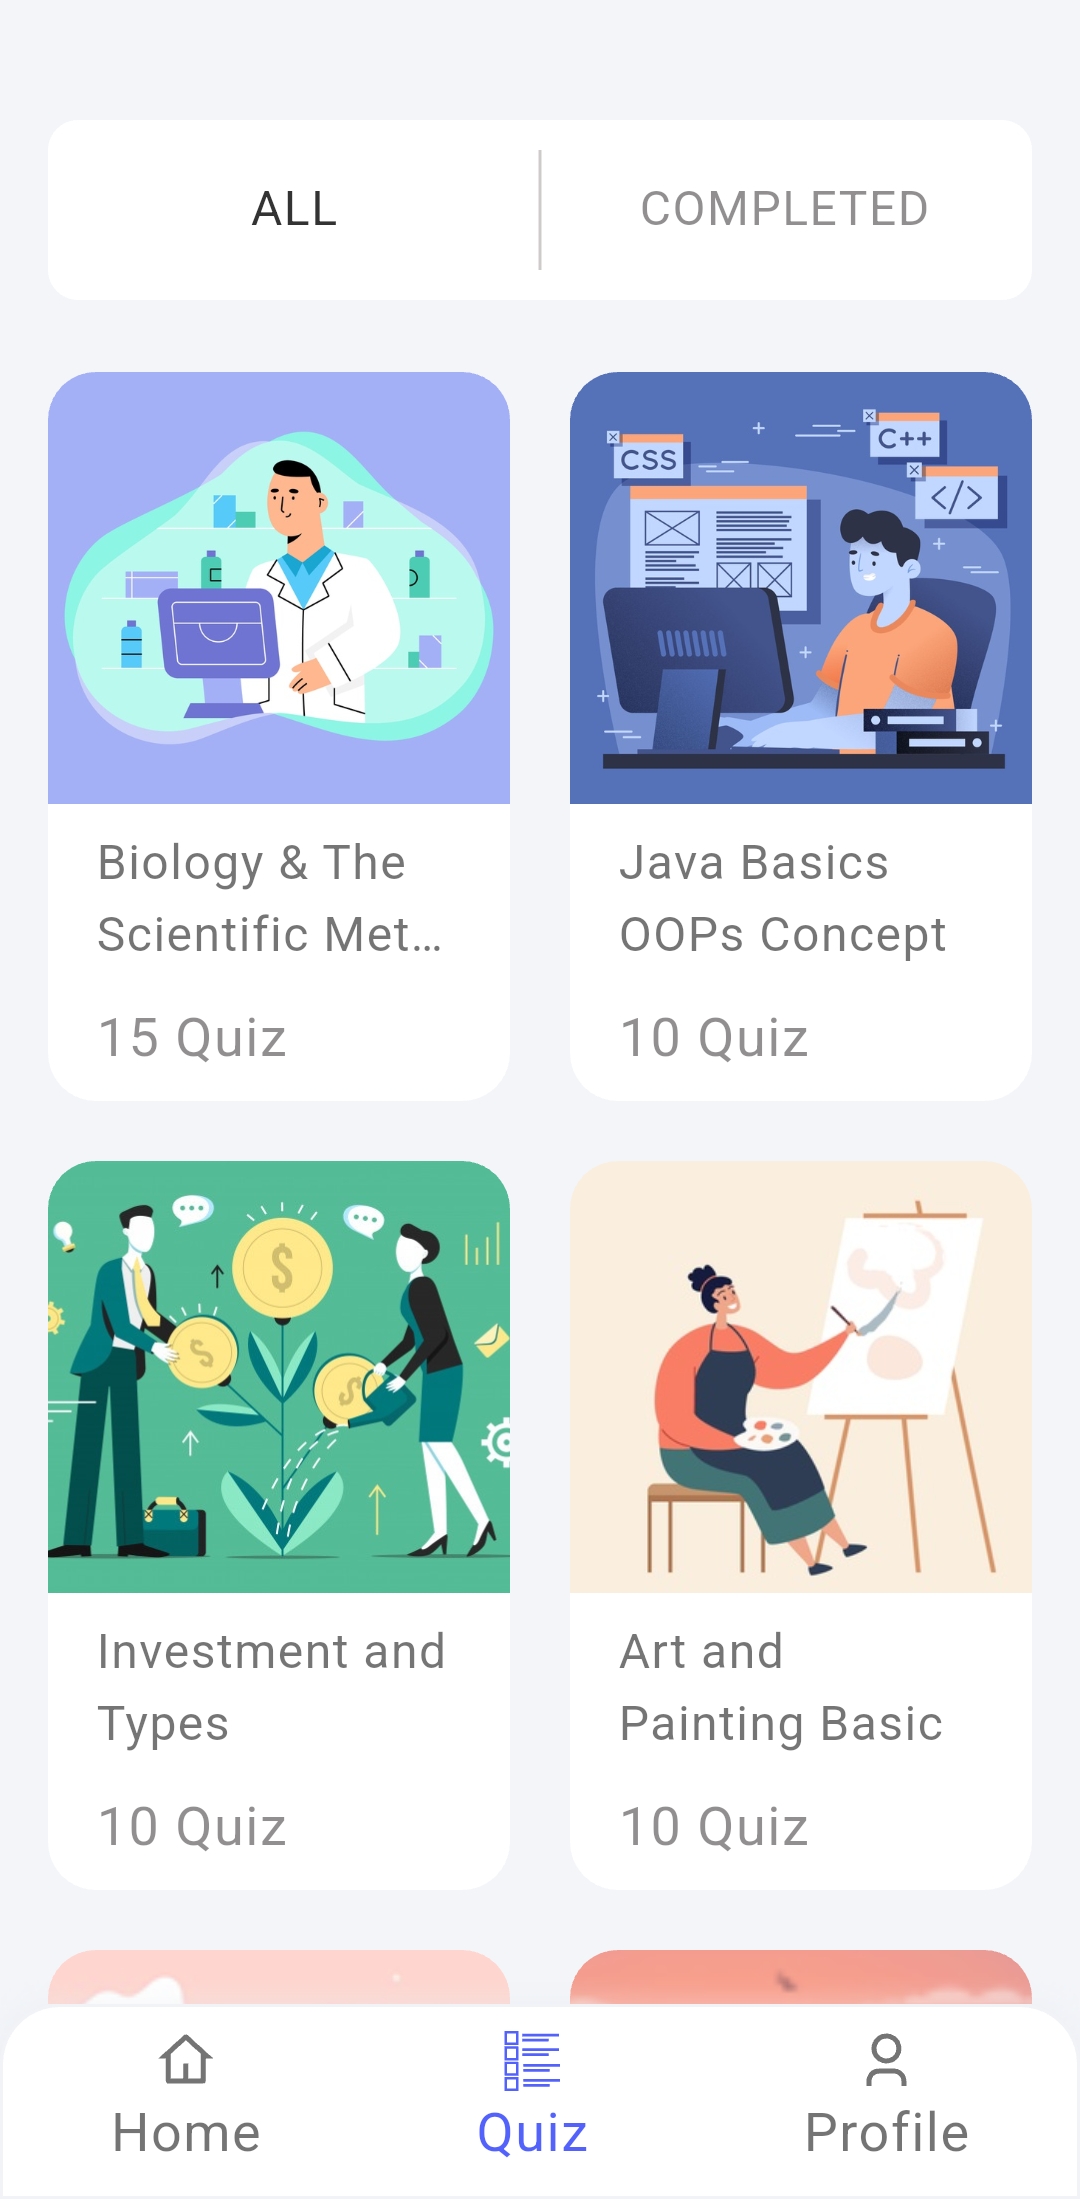 ALL
COMPLETED
CSS
C++
</>
Biology & The
Scientific Met...
15 Quiz
Java Basics
OOPs Concept
10 Quiz
$
$
$
Investment and
Types
10 Quiz
Art and
Painting Basic
10 Quiz
Home
Quiz
Profile